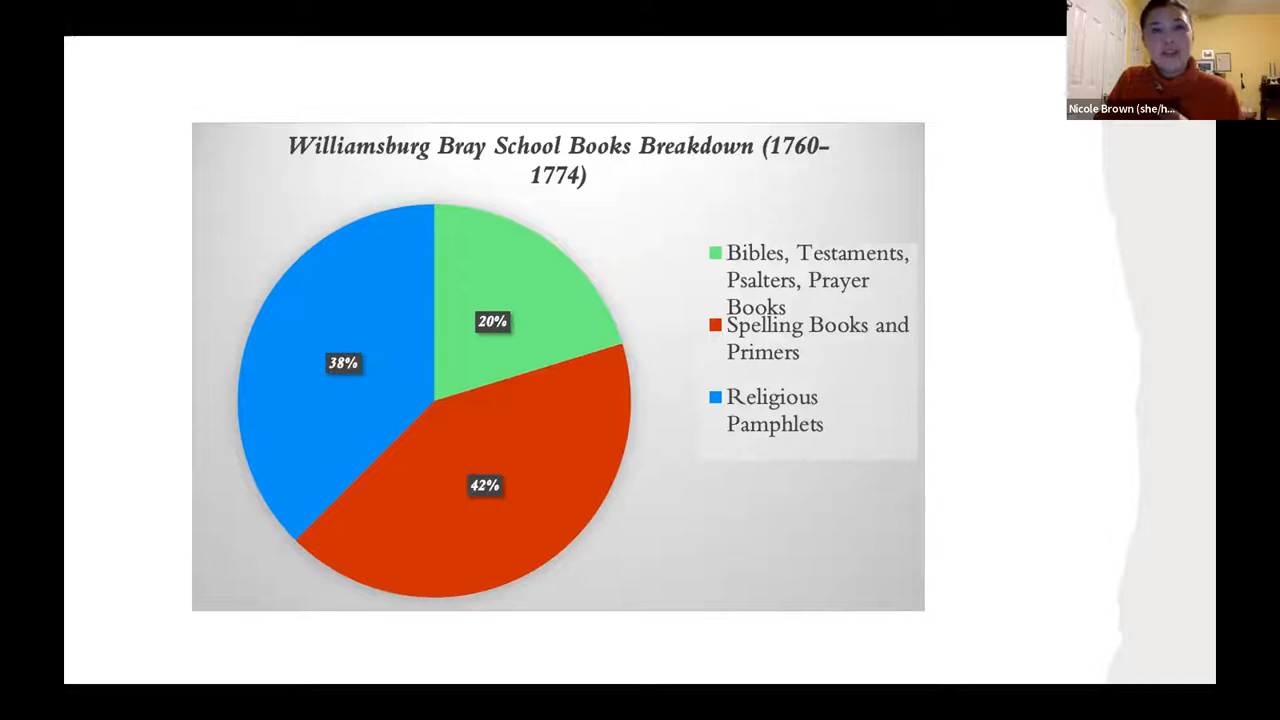 Nicole Brown (she/h...
Williamsburg Bray School Books Breakdown (1760–
1774)
Bibles, Testaments,
Psalters, Prayer
Books
Spelling Books and
Primers
Religious
Pamphlets
20%
38%
42%